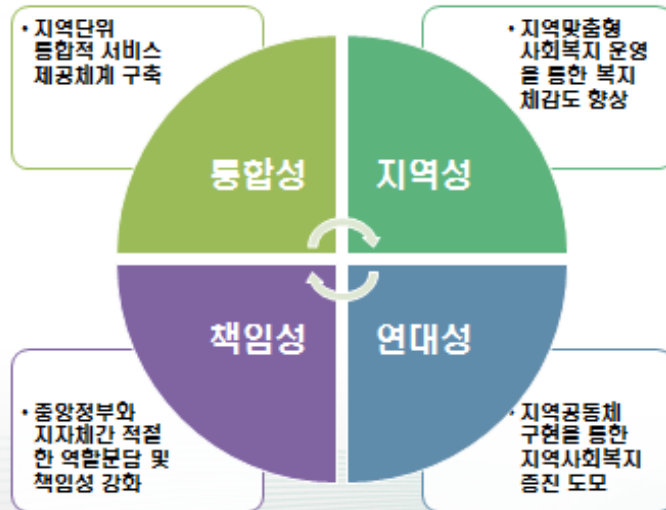 • 지역단위
통합적 서비스
제공체계 구축
• 지역맞춤형
사회복지 운영
을 통한 복지
체감도 향상
통합성
지역성
책임성
연대성
• 중앙정부화
지자체간 적절
한 역할분담 및
책임성 강화
• 지역공동체
구현을 통한
지역사회복지
증진 도모